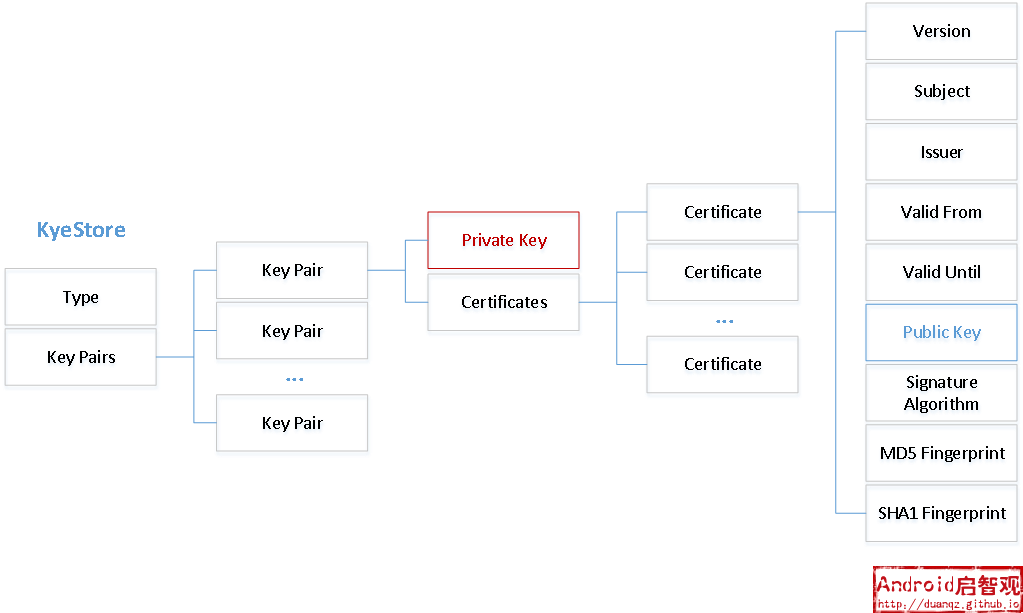 KyeStore
Type
Key Pairs
Key Pair
Key Pair
...
Key Pair
Private Key
Certificates
Certificate
Certificate
...
Certificate
Version
Subject
Issuer
Valid From
Valid Until
Public Key
Signature
Algorithm
MD5 Fingerprint
SHA1 Fingerprint
Android启智观
http://duanqz.github.io